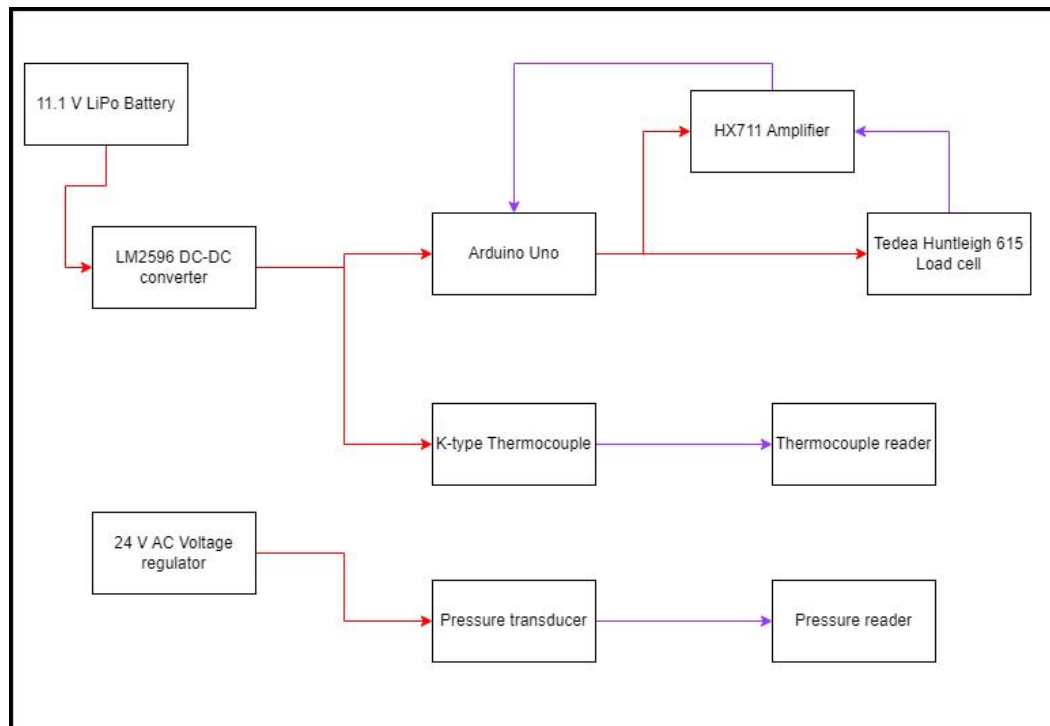 11.1 V LiPo Battery
HX711 Amplifier
LM2596 DC-DC
converter
Arduino Uno
Tedea Huntleigh 615
Load cell
K-type Thermocouple
Thermocouple reader
24 V AC Voltage
regulator
Pressure transducer
Pressure reader